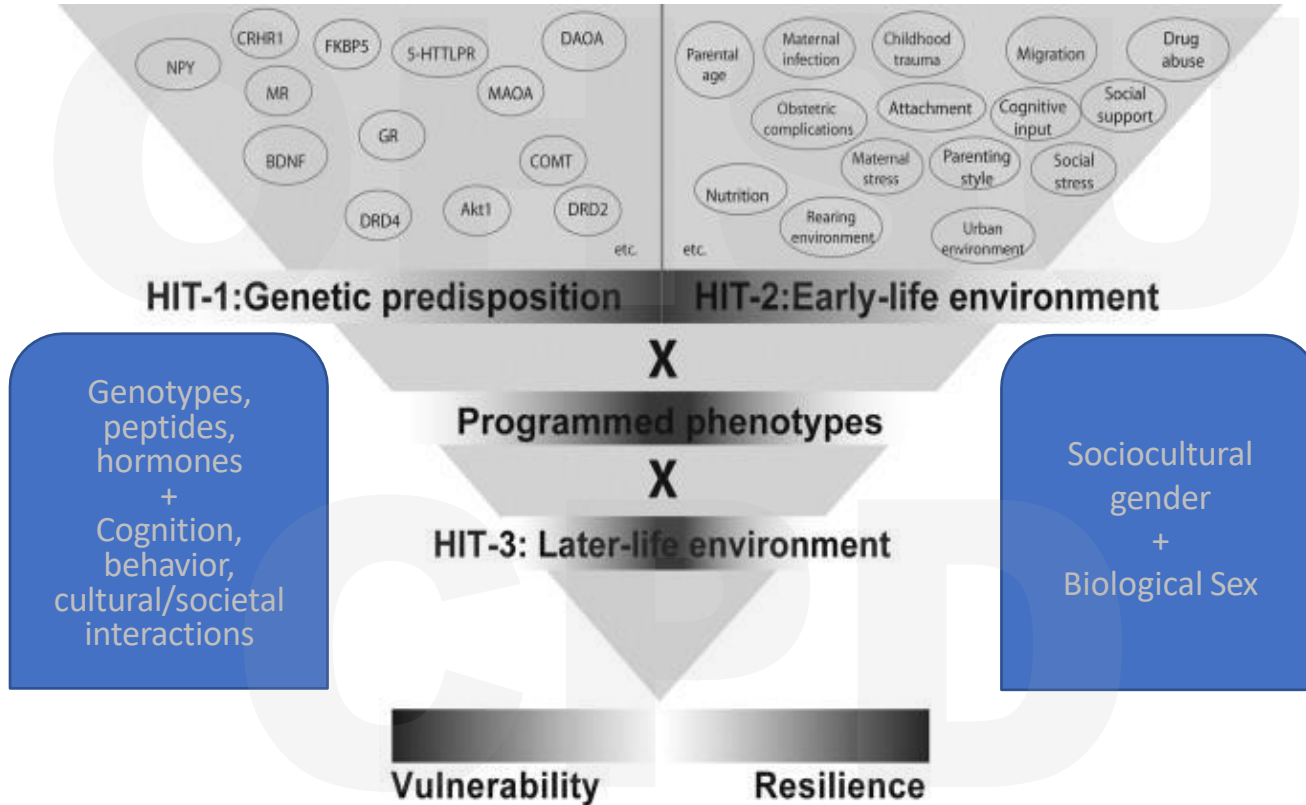 CRHR1
FKBP5
5-HTTLPR
DAOA
NPY
MR
MAOA
GR
BDNF
COMT
DRD4
Akt1
DRD2
etc.
Parental
age
Maternal
infection
Childhood
trauma
Migration
Drug
abuse
Obstetric
complications
Attachment
Cognitive
input
Social
support
Maternal
stress
Parenting
style
Social
stress
Nutrition
Rearing
environment
Urban
environment
etc.
HIT-1:Genetic predisposition
HIT-2:Early-life environment
X
Programmed phenotypes
X
HIT-3: Later-life environment
Genotypes,
peptides,
hormones
+
Cognition,
behavior,
cultural/societal
interactions
Sociocultural
gender
+
Biological Sex
Vulnerability
Resilience
CPD